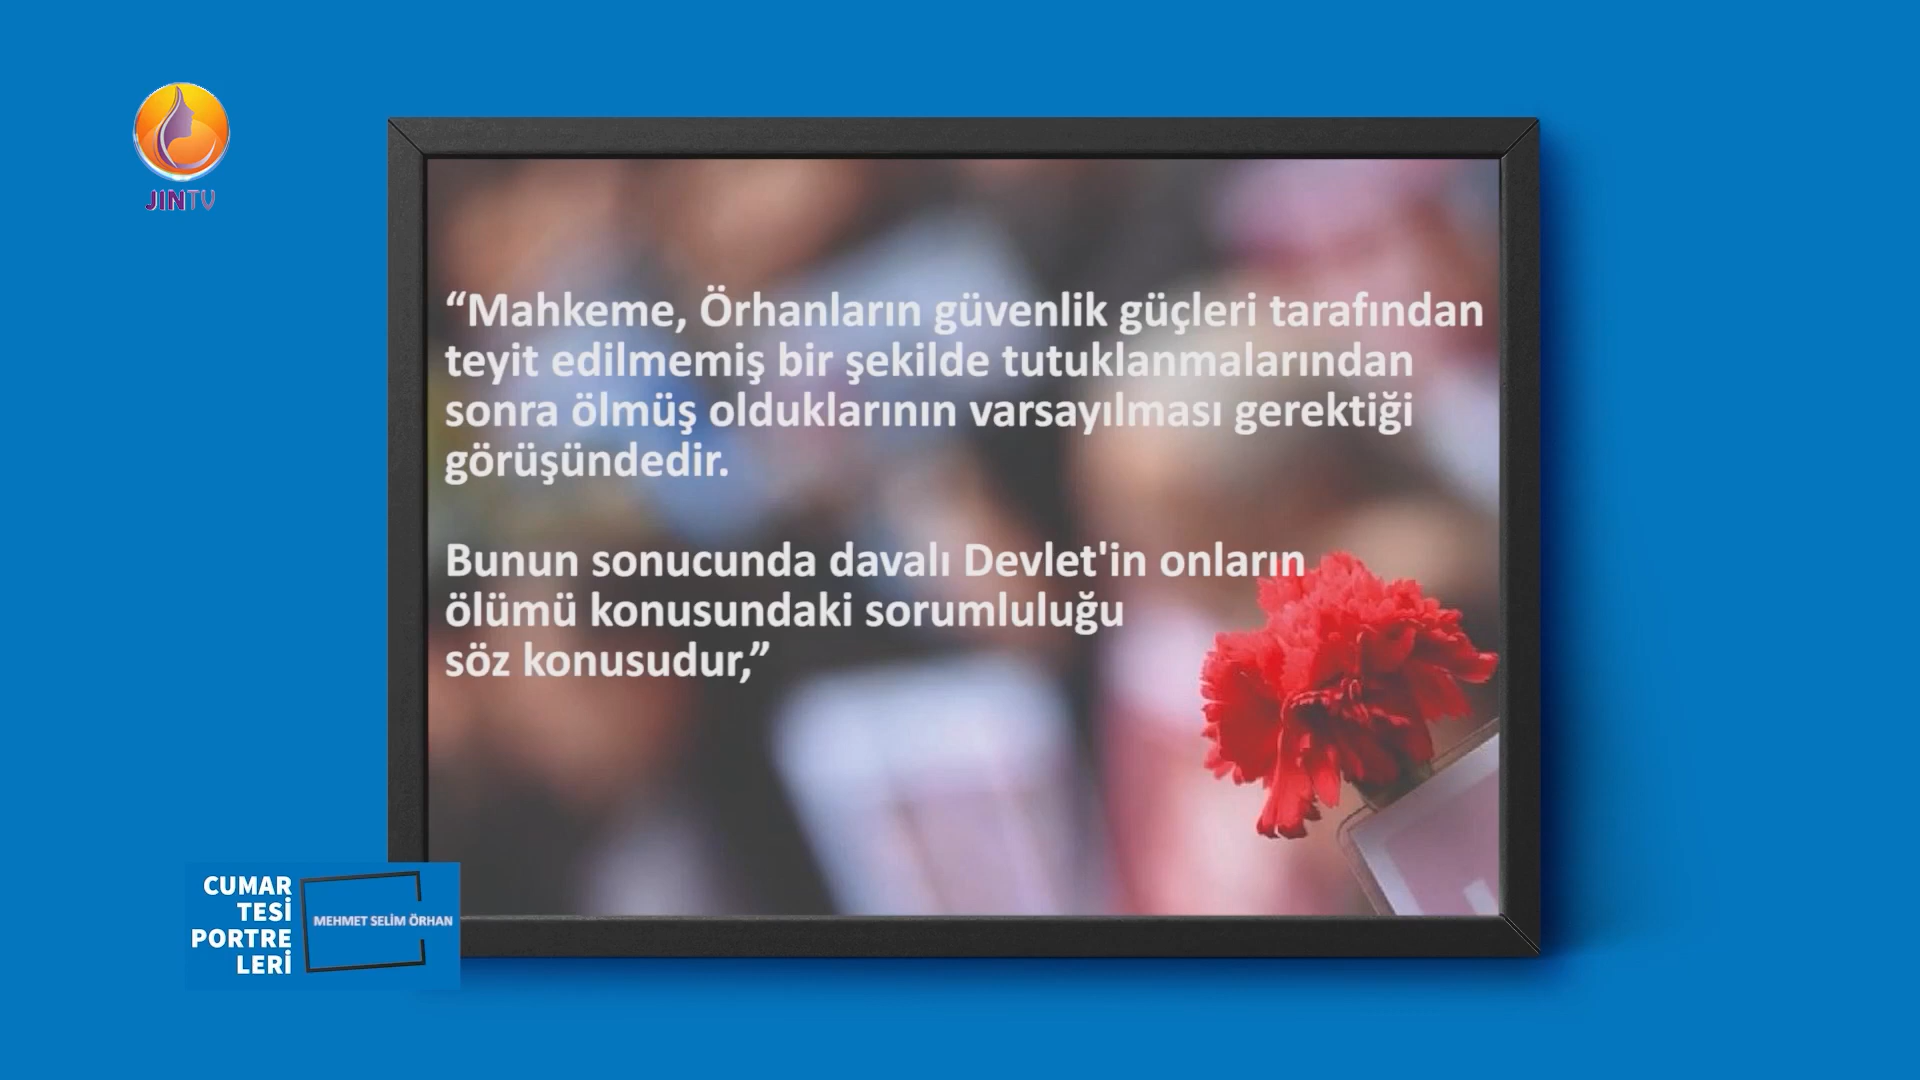 JINTV
“Mahkeme, Örhanların güvenlik güçleri tarafından
teyit edilmemiş bir şekilde tutuklanmalarından
sonra ölmüş olduklarının varsayılması gerektiği
görüşündedir.
Bunun sonucunda davalı Devlet'in onların
ölümü konusundaki sorumluluğu
söz konusudur,”
CUMAR
TESİ
PORTRE
LERİ
MEHMET SELİM ÖRHAN